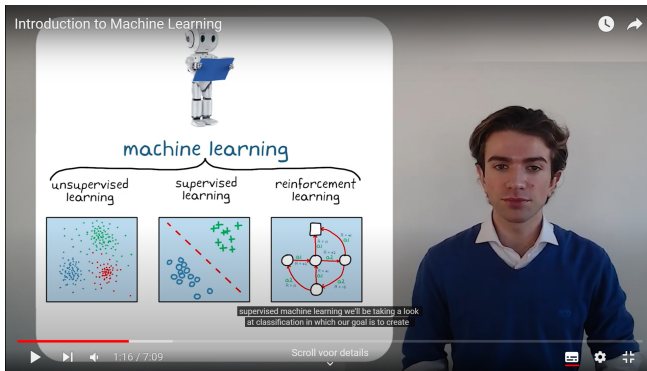 Introduction to Machine Learning
machine learning
unsupervised
learning
supervised
learning
reinforcement
learning
supervised machine learning we'll be taking a look
at classification in which our goal is to create
1:16 / 7:09
Scroll voor details